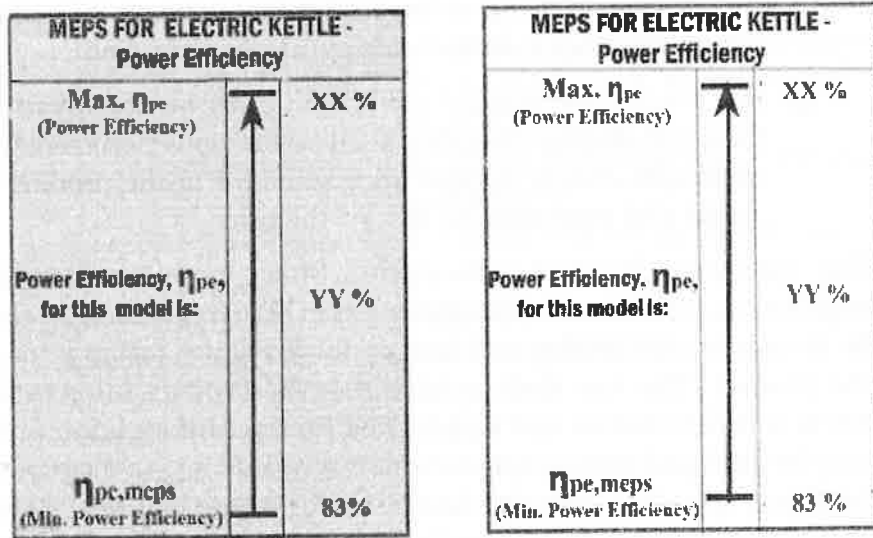 MEPS FOR ELECTRIC KETTLE -
Power Efficiency
Max. ηpe
(Power Efficiency)
XX %
Power Efficiency, ηpe,
for this model is:
YY %
ηpe,meps
(Min. Power Efficiency)
83%
MEPS FOR ELECTRIC KETTLE -
Power Efficiency
Max. ηpe
(Power Efficiency)
XX %
Power Efficiency, ηpe,
for this model is:
YY %
ηpe,meps
(Min. Power Efficiency)
83 %